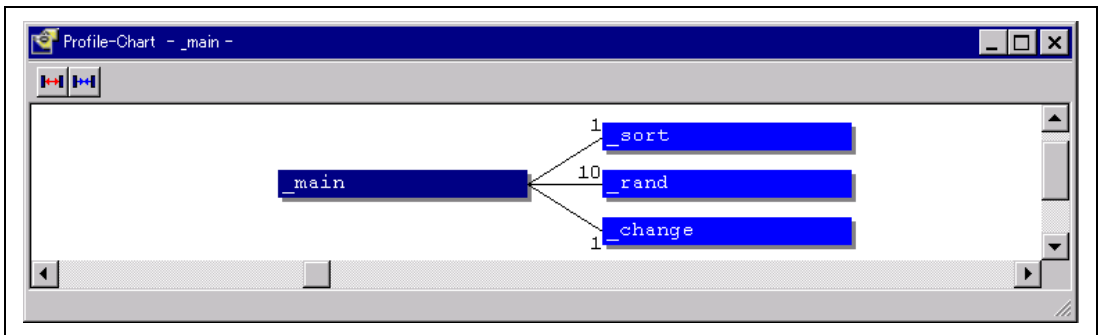 Profile-Chart - _main -
1
_sort
_main
10
_rand
_change
1